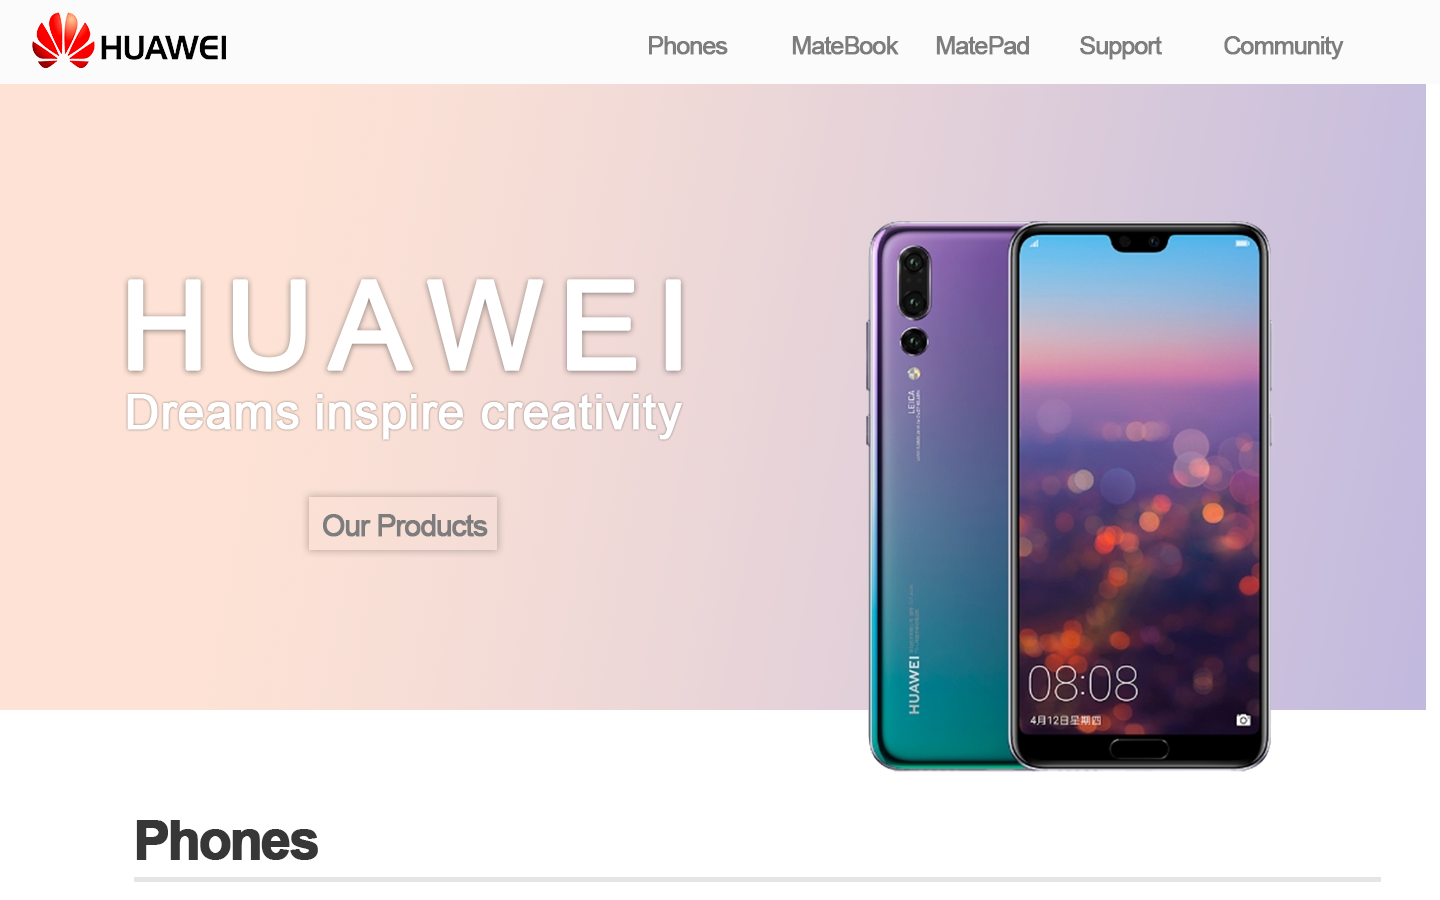 HUAWEI
Phones MateBook MatePad Support Community
HUAWEI
Dreams inspire creativity
Our Products
LEICA
HUAWEI
08:08
4月12日星期四
Phones